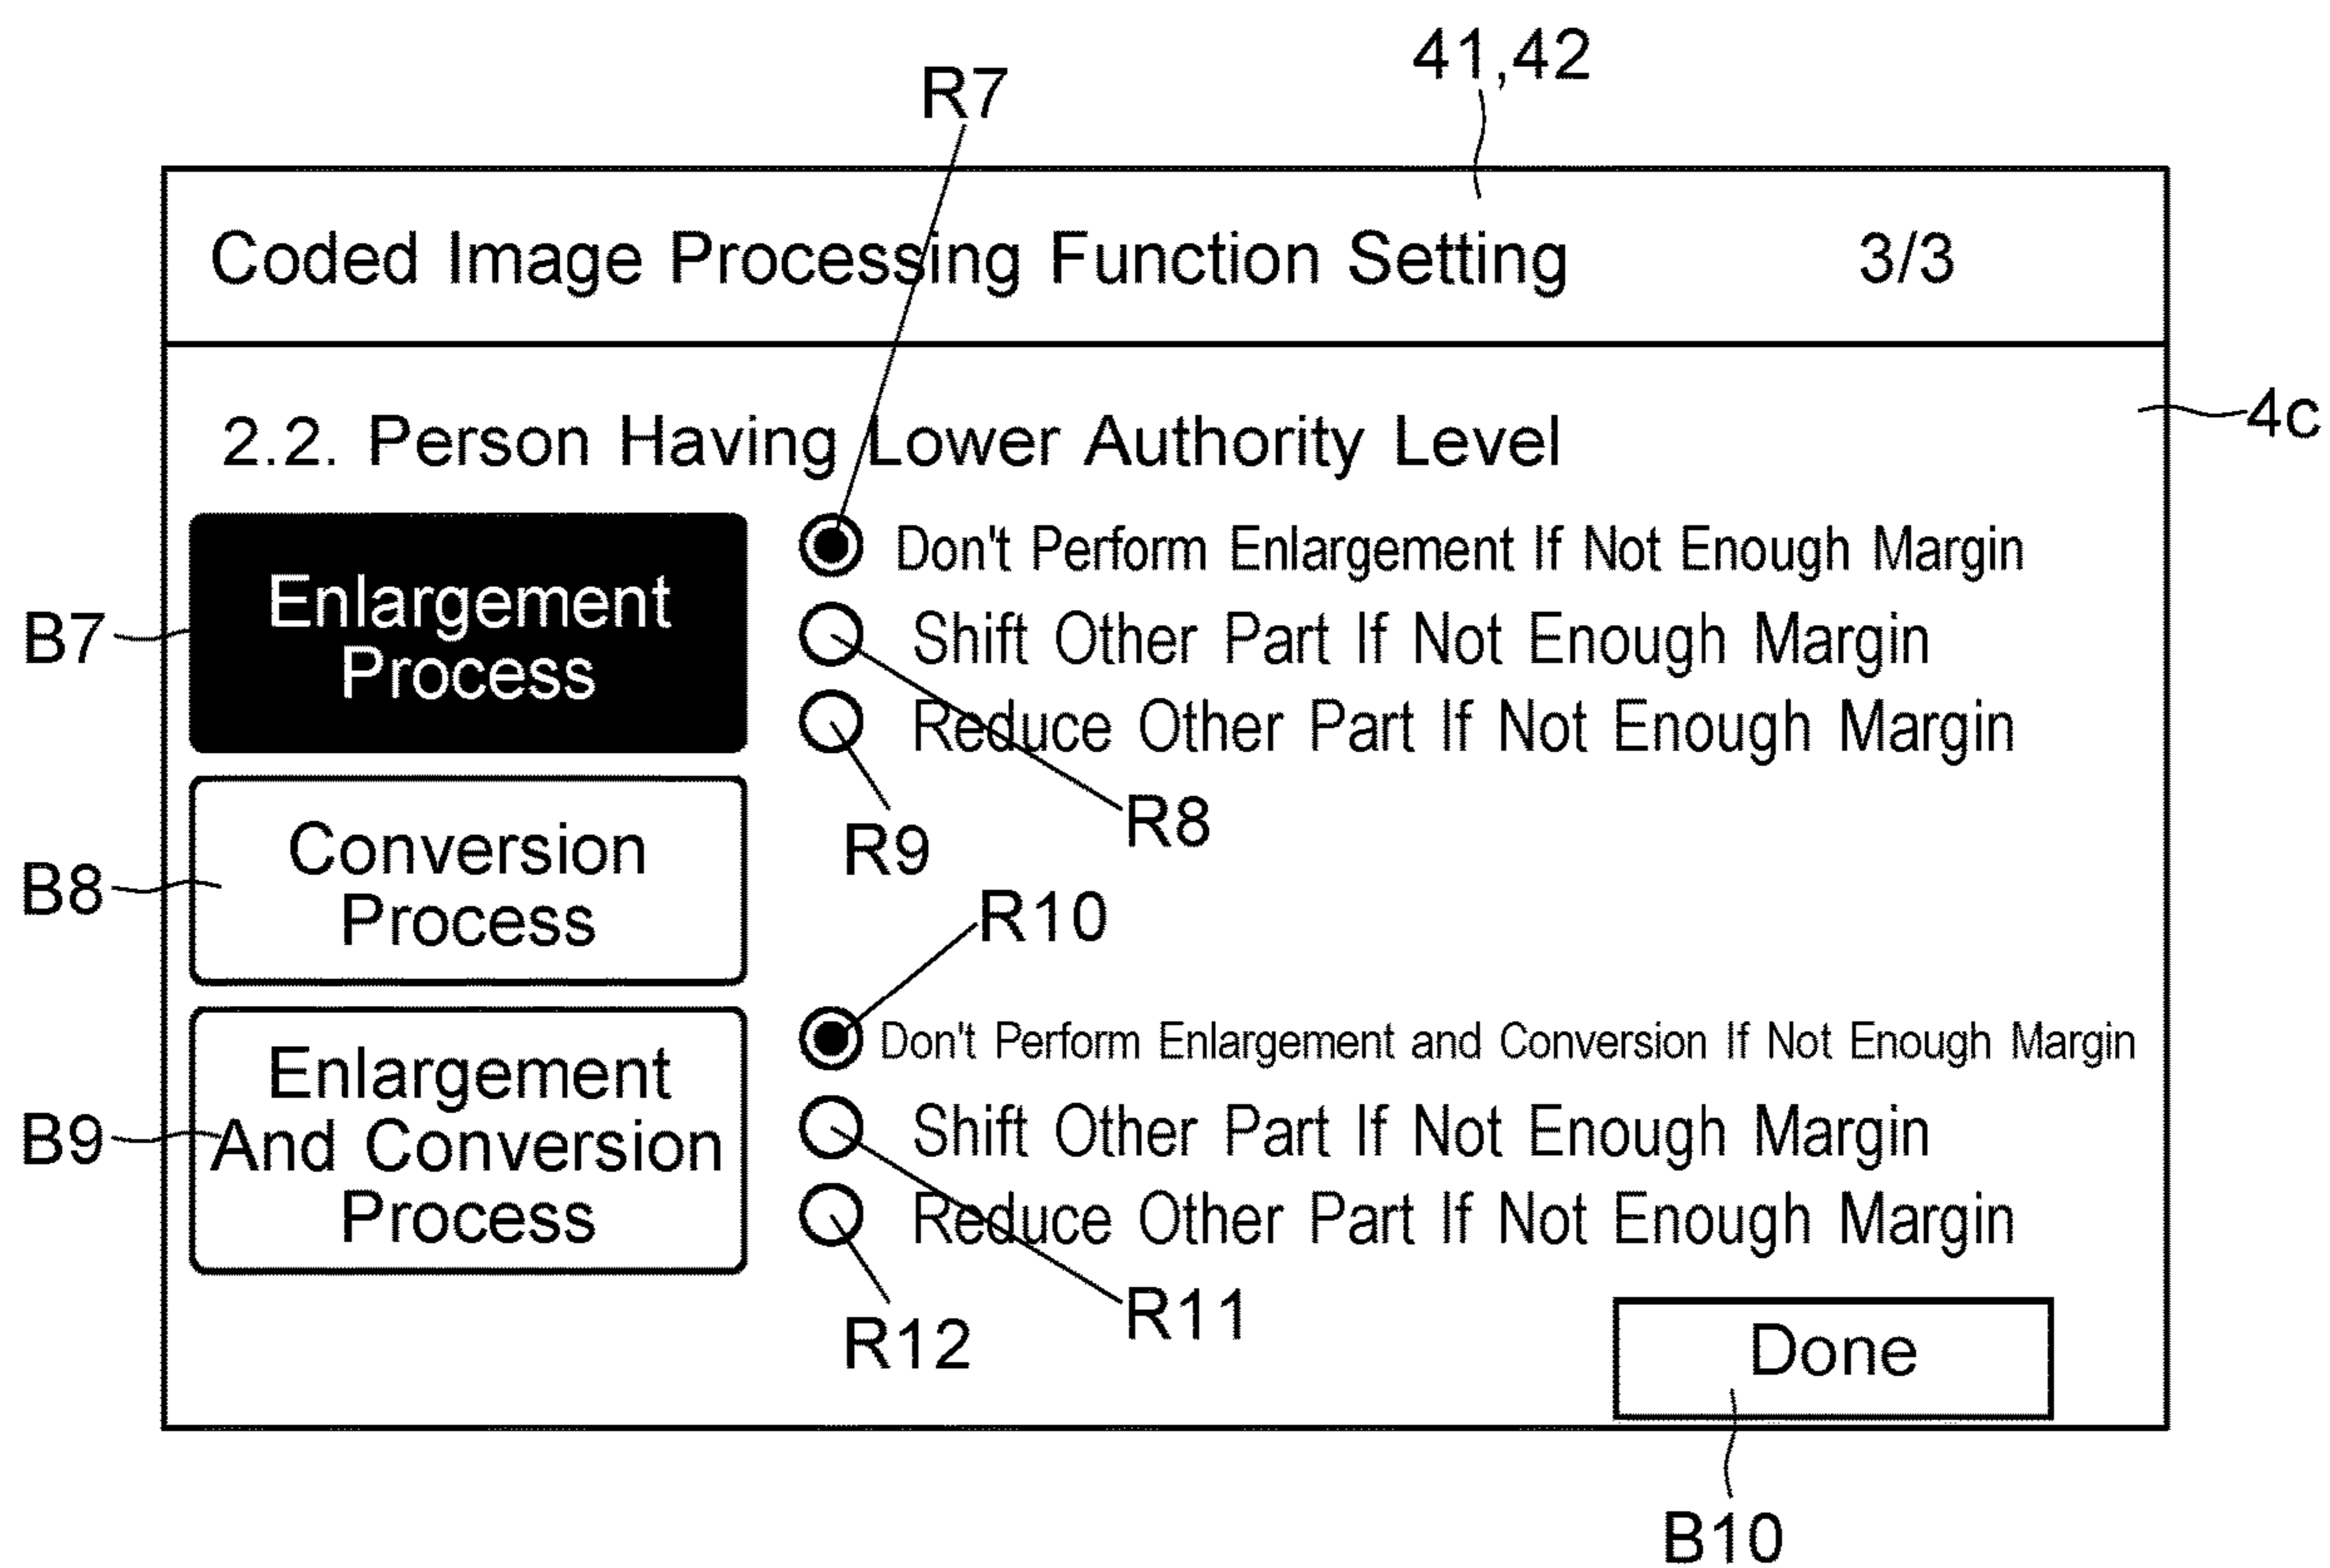 41,42
R7
Coded Image Processing Function Setting 3/3
4c
2.2. Person Having Lower Authority Level
B7
Enlargement
Process
Don't Perform Enlargement If Not Enough Margin
Shift Other Part If Not Enough Margin
Reduce Other Part If Not Enough Margin
R8
R9
B8
Conversion
Process
R10
B9
Enlargement
And Conversion
Process
Don't Perform Enlargement and Conversion If Not Enough Margin
Shift Other Part If Not Enough Margin
Reduce Other Part If Not Enough Margin
R11
R12
Done
B10